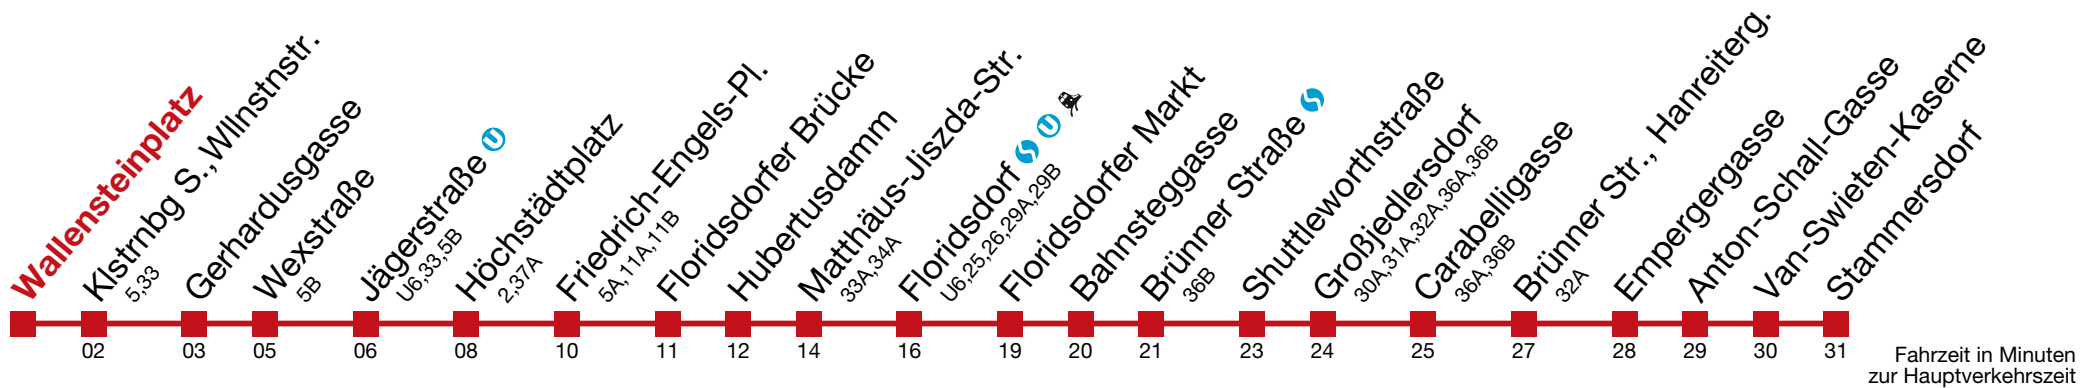 Wallensteinplatz
Klstrnbg S.,Wllnstnstr.
5,33
Gerhardusgasse
Wexstraße
5B
Jägerstraße U
U6,33,5B
Höchstädtplatz
2,37A
Friedrich-Engels-Pl.
5A,11A,11B
Floridsdorfer Brücke
Hubertusdamm
Matthäus-Jiszda-Str.
33A,34A
Floridsdorf S U
U6,25,26,29A,29B
Floridsdorfer Markt
Bahnsteggasse
Brünner Straße S
36B
Shuttleworthstraße
Großjedlersdorf
30A,31A,32A,36A,36B
Carabelligasse
36A,36B
Brünner Str., Hanreiterg.
32A
Empergergasse
Anton-Schall-Gasse
Van-Swieten-Kaserne
Stammersdorf
02 03 05 06 08 10 11 12 14 16 19 20 21 23 24 25 27 28 29 30 31
Fahrzeit in Minuten
zur Hauptverkehrszeit